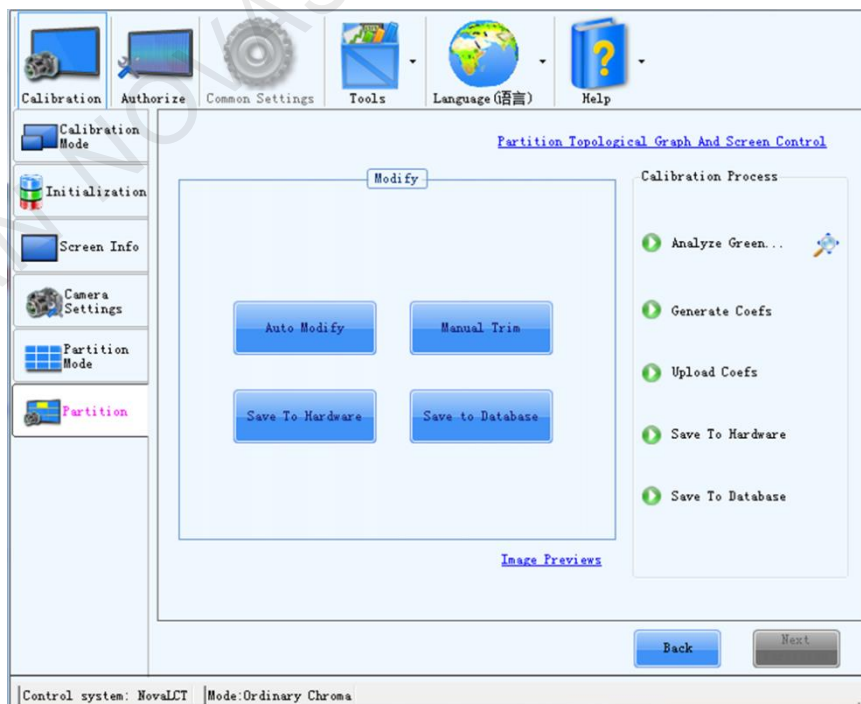 Calibration
Authorize
Common Settings
Tools
Language(语言)
Help
Calibration
Mode
Initialization
Screen Info
Camera
Settings
Partition
Mode
Partition
Partition Topological Graph And Screen Control
Modify
Auto Modify
Manual Trim
Save To Hardware
Save to Database
Image Previews
Calibration Process
Analyze Green...
Generate Coefs
Upload Coefs
Save To Hardware
Save To Database
Back
Next
Control system: NovaLCT
Mode:Ordinary Chroma